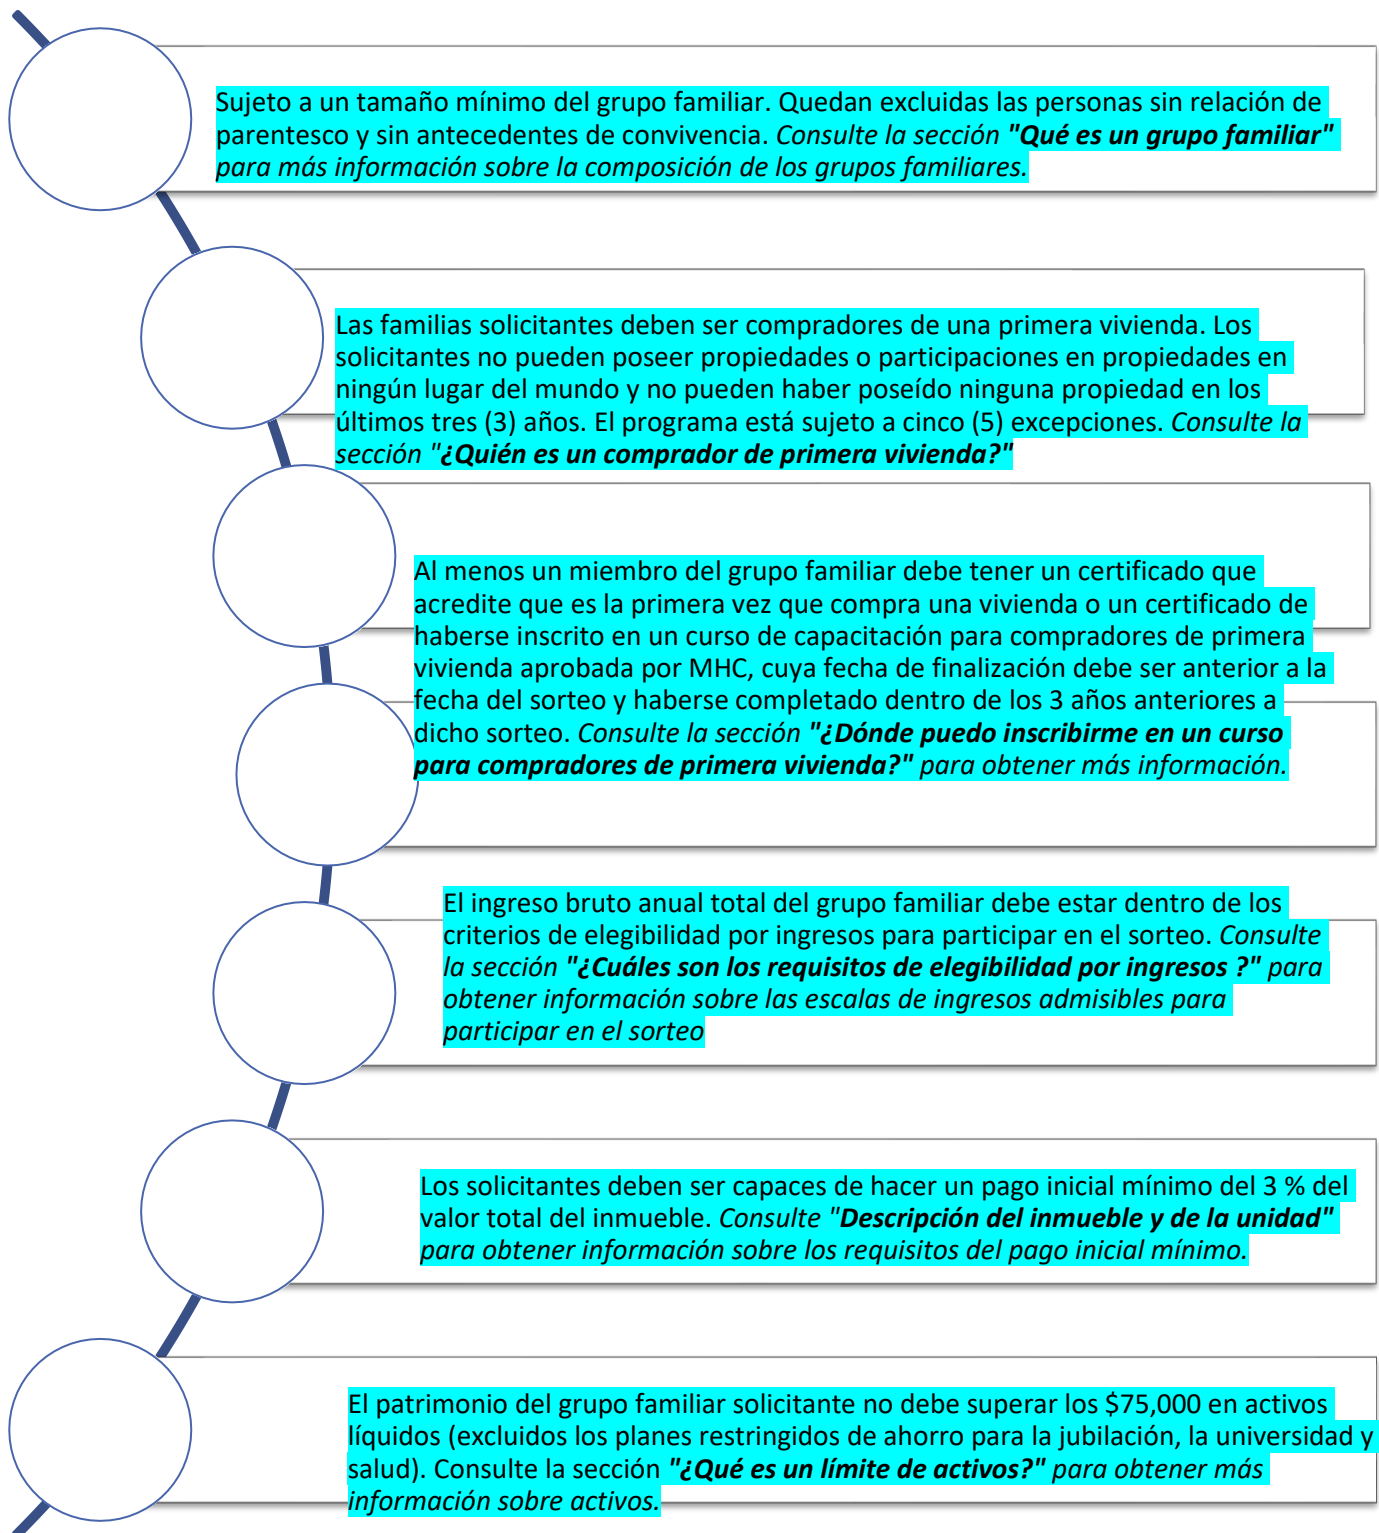 Sujeto a un tamaño mínimo del grupo familiar. Quedan excluidas las personas sin relación de
parentesco y sin antecedentes de convivencia. Consulte la sección "Qué es un grupo familiar"
para más información sobre la composición de los grupos familiares.
Las familias solicitantes deben ser compradores de una primera vivienda. Los
solicitantes no pueden poseer propiedades o participaciones en propiedades en
ningún lugar del mundo y no pueden haber poseído ninguna propiedad en los
últimos tres (3) años. El programa está sujeto a cinco (5) excepciones. Consulte la
sección "¿Quién es un comprador de primera vivienda?"
Al menos un miembro del grupo familiar debe tener un certificado que
acredite que es la primera vez que compra una vivienda o un certificado de
haberse inscrito en un curso de capacitación para compradores de primera
vivienda aprobada por MHC, cuya fecha de finalización debe ser anterior a la
fecha del sorteo y haberse completado dentro de los 3 años anteriores a
dicho sorteo. Consulte la sección "¿Dónde puedo inscribirme en un curso
para compradores de primera vivienda?" para obtener más información.
El ingreso bruto anual total del grupo familiar debe estar dentro de los
criterios de elegibilidad por ingresos para participar en el sorteo. Consulte
la sección "¿Cuáles son los requisitos de elegibilidad por ingresos ?" para
obtener información sobre las escalas de ingresos admisibles para
participar en el sorteo
Los solicitantes deben ser capaces de hacer un pago inicial mínimo del 3 % del
valor total del inmueble. Consulte "Descripción del inmueble y de la unidad"
para obtener información sobre los requisitos del pago inicial mínimo.
El patrimonio del grupo familiar solicitante no debe superar los $75,000 en activos
líquidos (excluidos los planes restringidos de ahorro para la jubilación, la universidad y
salud). Consulte la sección "¿Qué es un límite de activos?" para obtener más
información sobre activos.